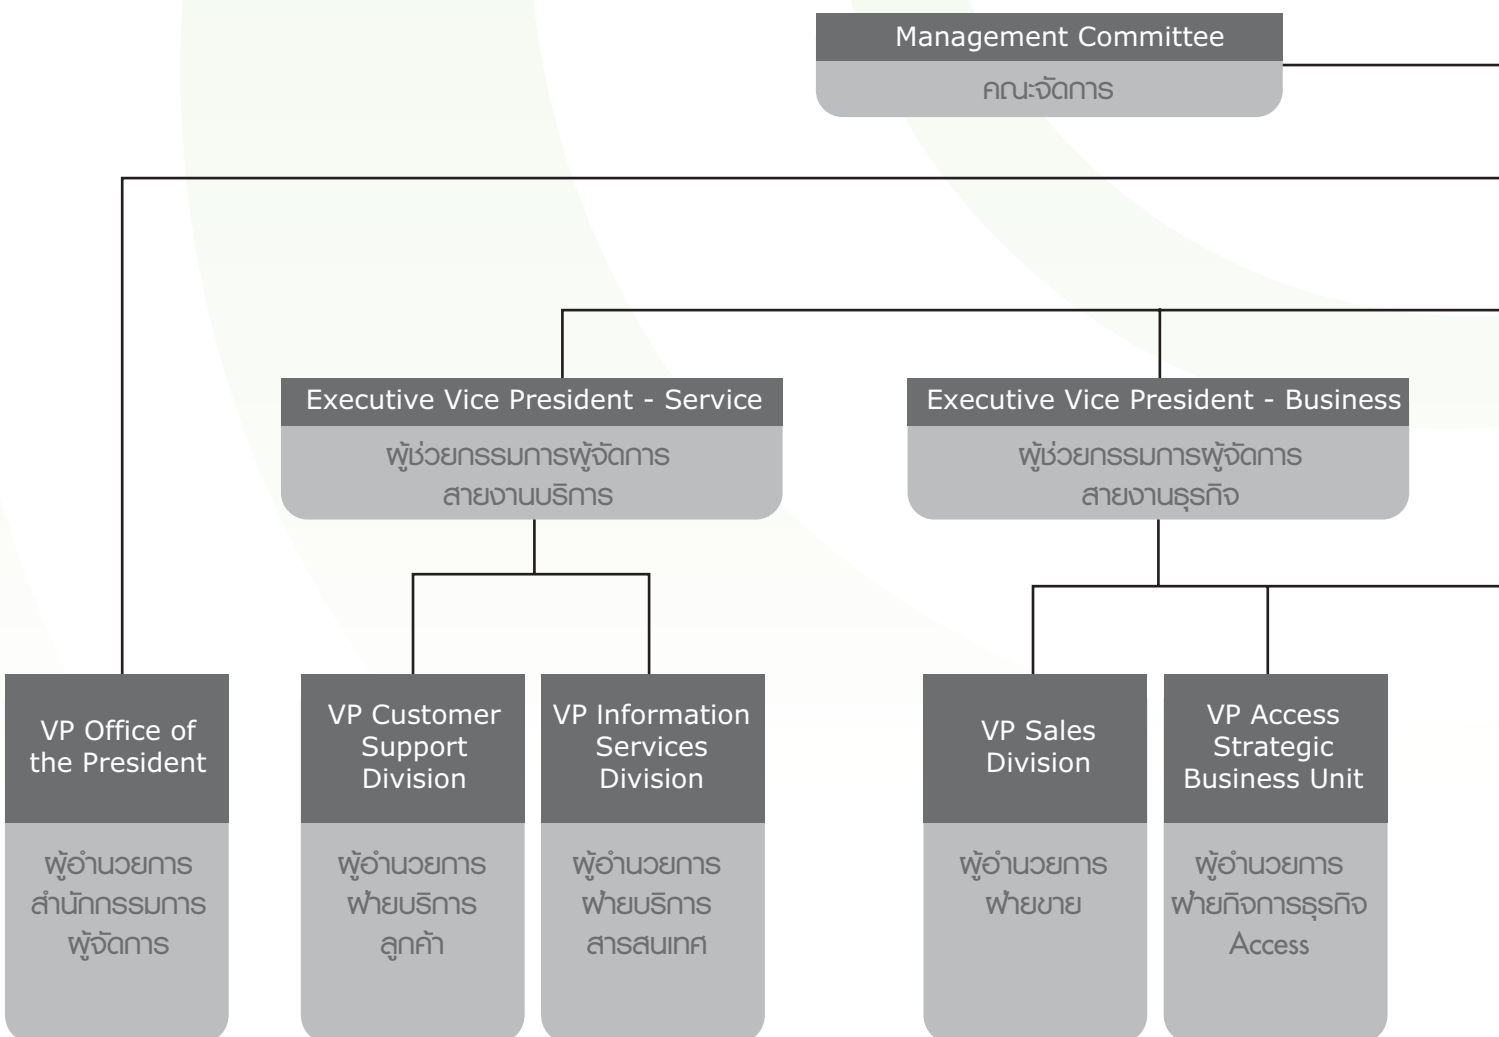 Management Committee
คณะจัดการ
Executive Vice President - Service
ผู้ช่วยกรรมการผู้จัดการ
สายงานบริการ
Executive Vice President - Business
ผู้ช่วยกรรมการผู้จัดการ
สายงานธุรกิจ
VP Office of
the President
ผู้อำนวยการ
สำนักกรรมการ
ผู้จัดการ
VP Customer
Support
Division
ผู้อำนวยการ
ฝ่ายบริการ
ลูกค้า
VP Information
Services
Division
ผู้อำนวยการ
ฝ่ายบริการ
สารสนเทศ
VP Sales
Division
ผู้อำนวยการ
ฝ่ายขาย
VP Access
Strategic
Business Unit
ผู้อำนวยการ
ฝ่ายกิจการธุรกิจ
Access